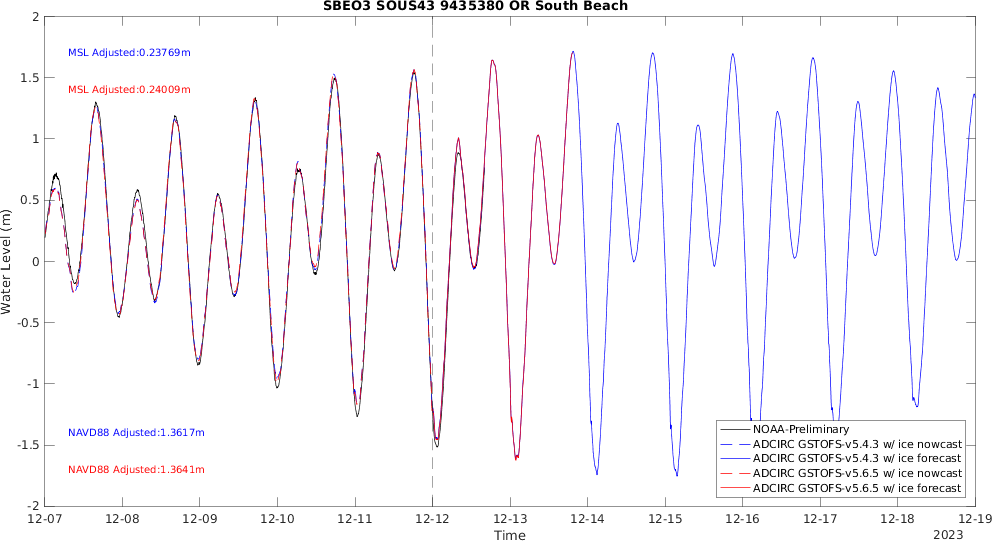 SBEO3 SOUS43 9435380 OR South Beach
2
1.5
1
0.5
0
-0.5
-1
-1.5
-2
Water Level (m)
MSL Adjusted:0.23769m
MSL Adjusted:0.24009m
NAVD88 Adjusted:1.3617m
NAVD88 Adjusted:1.3641m
NOAA-Preliminary
ADCIRC GSTOFS-v5.4.3 w/ ice nowcast
ADCIRC GSTOFS-v5.4.3 w/ ice forecast
ADCIRC GSTOFS-v5.6.5 w/ ice nowcast
ADCIRC GSTOFS-v5.6.5 w/ ice forecast
12-07 12-08 12-09 12-10 12-11 12-12 12-13 12-14 12-15 12-16 12-17 12-18 12-19
Time
2023